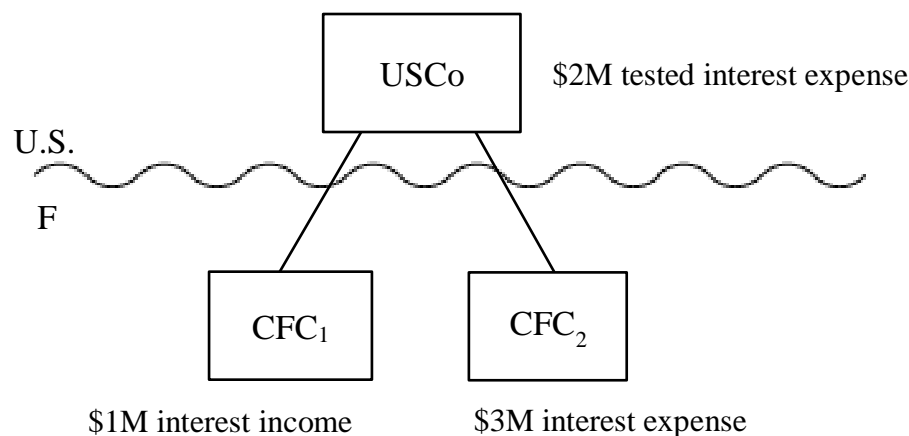 USCo
$2M tested interest expense
U.S.
F
CFC₁
CFC₂
$1M interest income
$3M interest expense